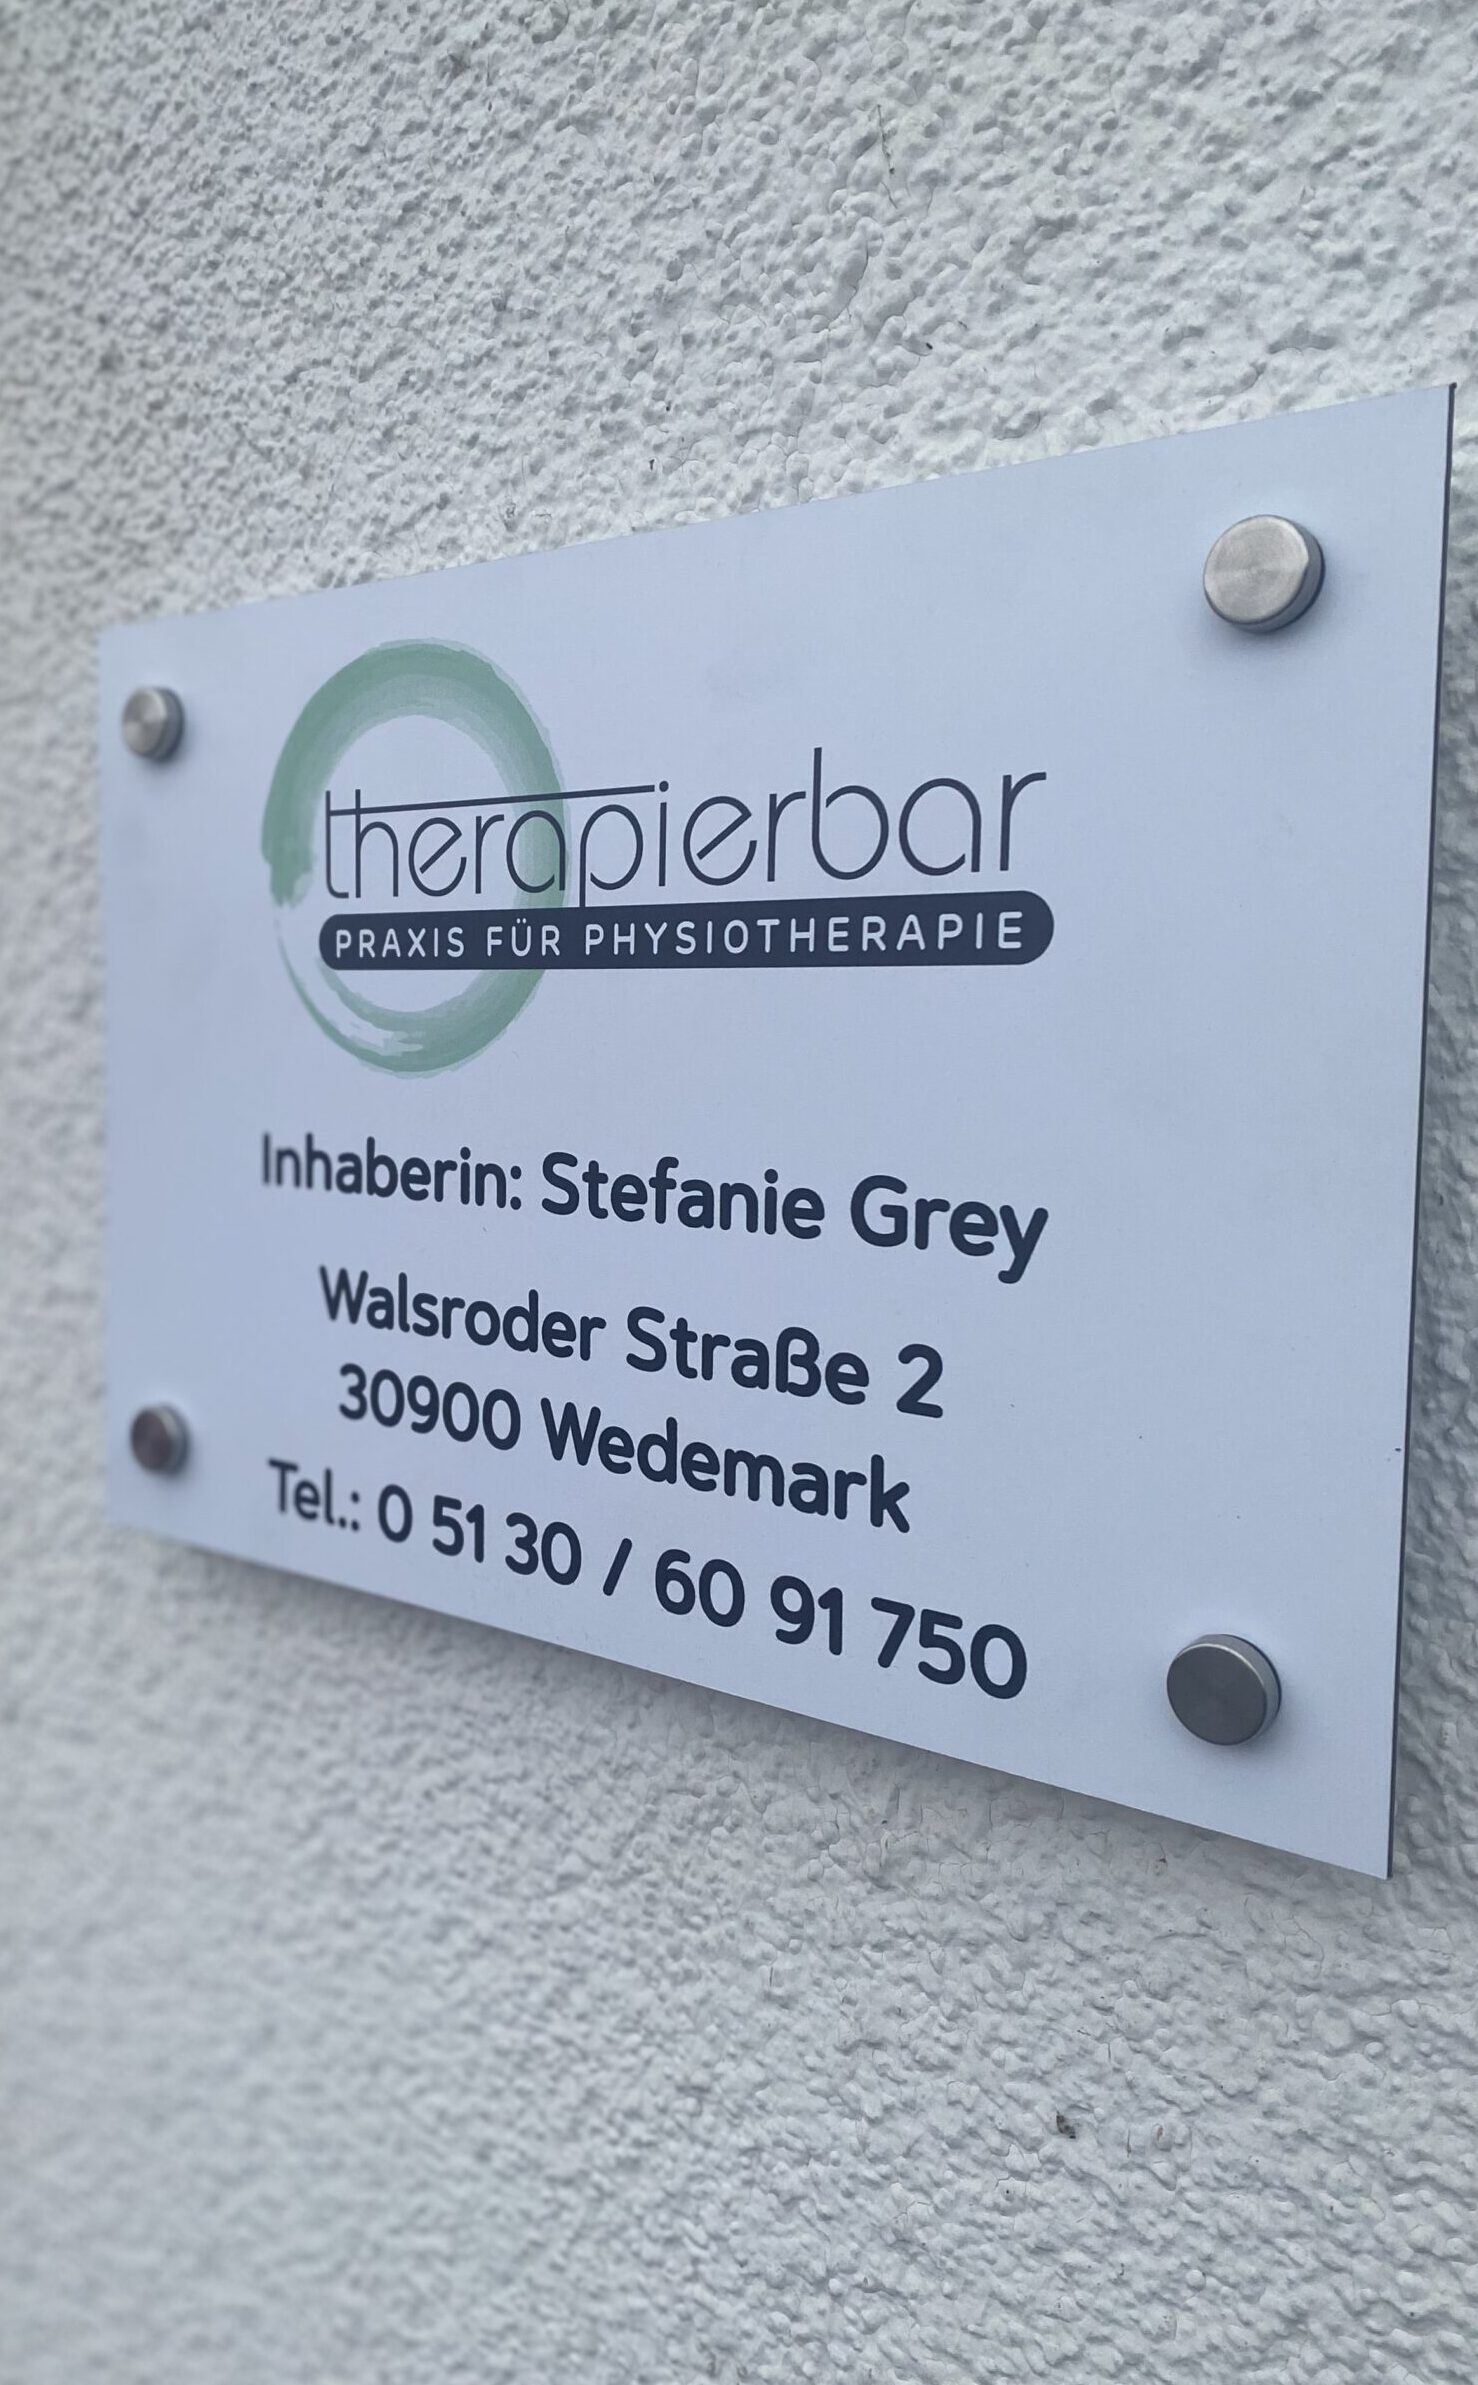 therapierbar
PRAXIS FÜR PHYSIOTHERAPIE
Inhaberin: Stefanie Grey
Walsroder Straße 2
30900 Wedemark
Tel.: 0 51 30 / 60 91 750